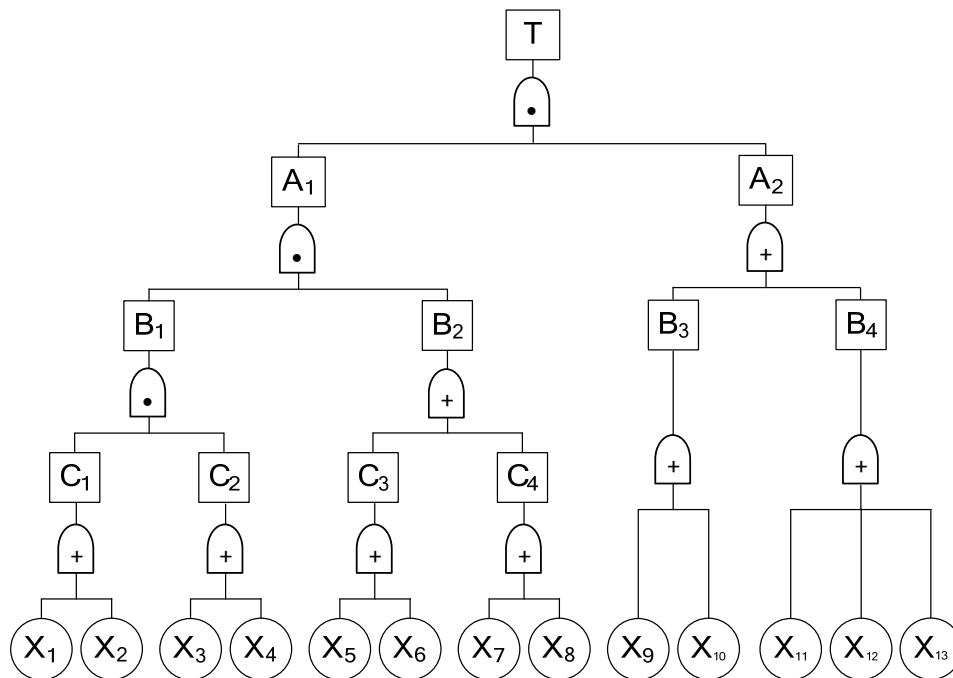 T
•
A₁ A₂
• +
B₁ B₂ B₃ B₄
• +
C₁ C₂ C₃ C₄ + +
+ + + +
X₁ X₂ X₃ X₄ X₅ X₆ X₇ X₈ X₉ X₁₀ X₁₁ X₁₂ X₁₃